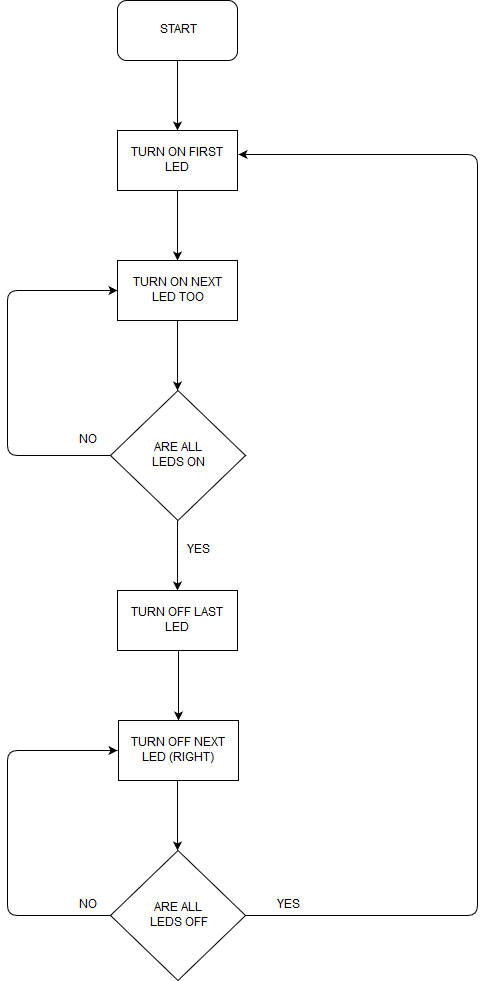 START
TURN ON FIRST
LED
TURN ON NEXT
LED TOO
NO
ARE ALL
LEDS ON
YES
TURN OFF LAST
LED
TURN OFF NEXT
LED (RIGHT)
NO
ARE ALL
LEDS OFF
YES